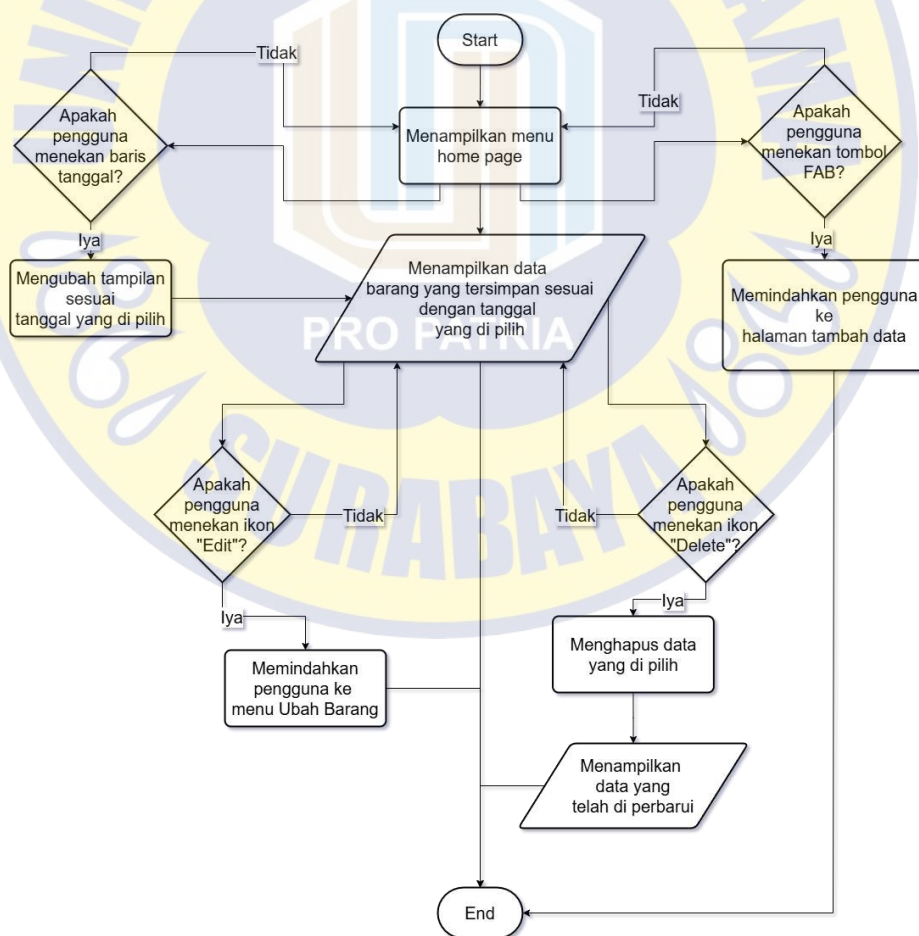 Start
Tidak
Tidak
Apakah
pengguna
menekan baris
tanggal?
Menampilkan menu
home page
Apakah
pengguna
menekan tombol
FAB?
Iya
Iya
Mengubah tampilan
sesuai
tanggal yang di pilih
Menampilkan data
barang yang tersimpan sesuai
dengan tanggal
yang di pilih
Memindahkan pengguna
ke
halaman tambah data
PRO PATRIA
SURABAYA
Apakah
pengguna
menekan ikon
"Edit"?
Tidak
Tidak
Apakah
pengguna
menekan ikon
"Delete"?
Iya
Iya
Memindahkan
pengguna ke
menu Ubah Barang
Menghapus data
yang di pilih
Menampilkan
data yang
telah di perbarui
End